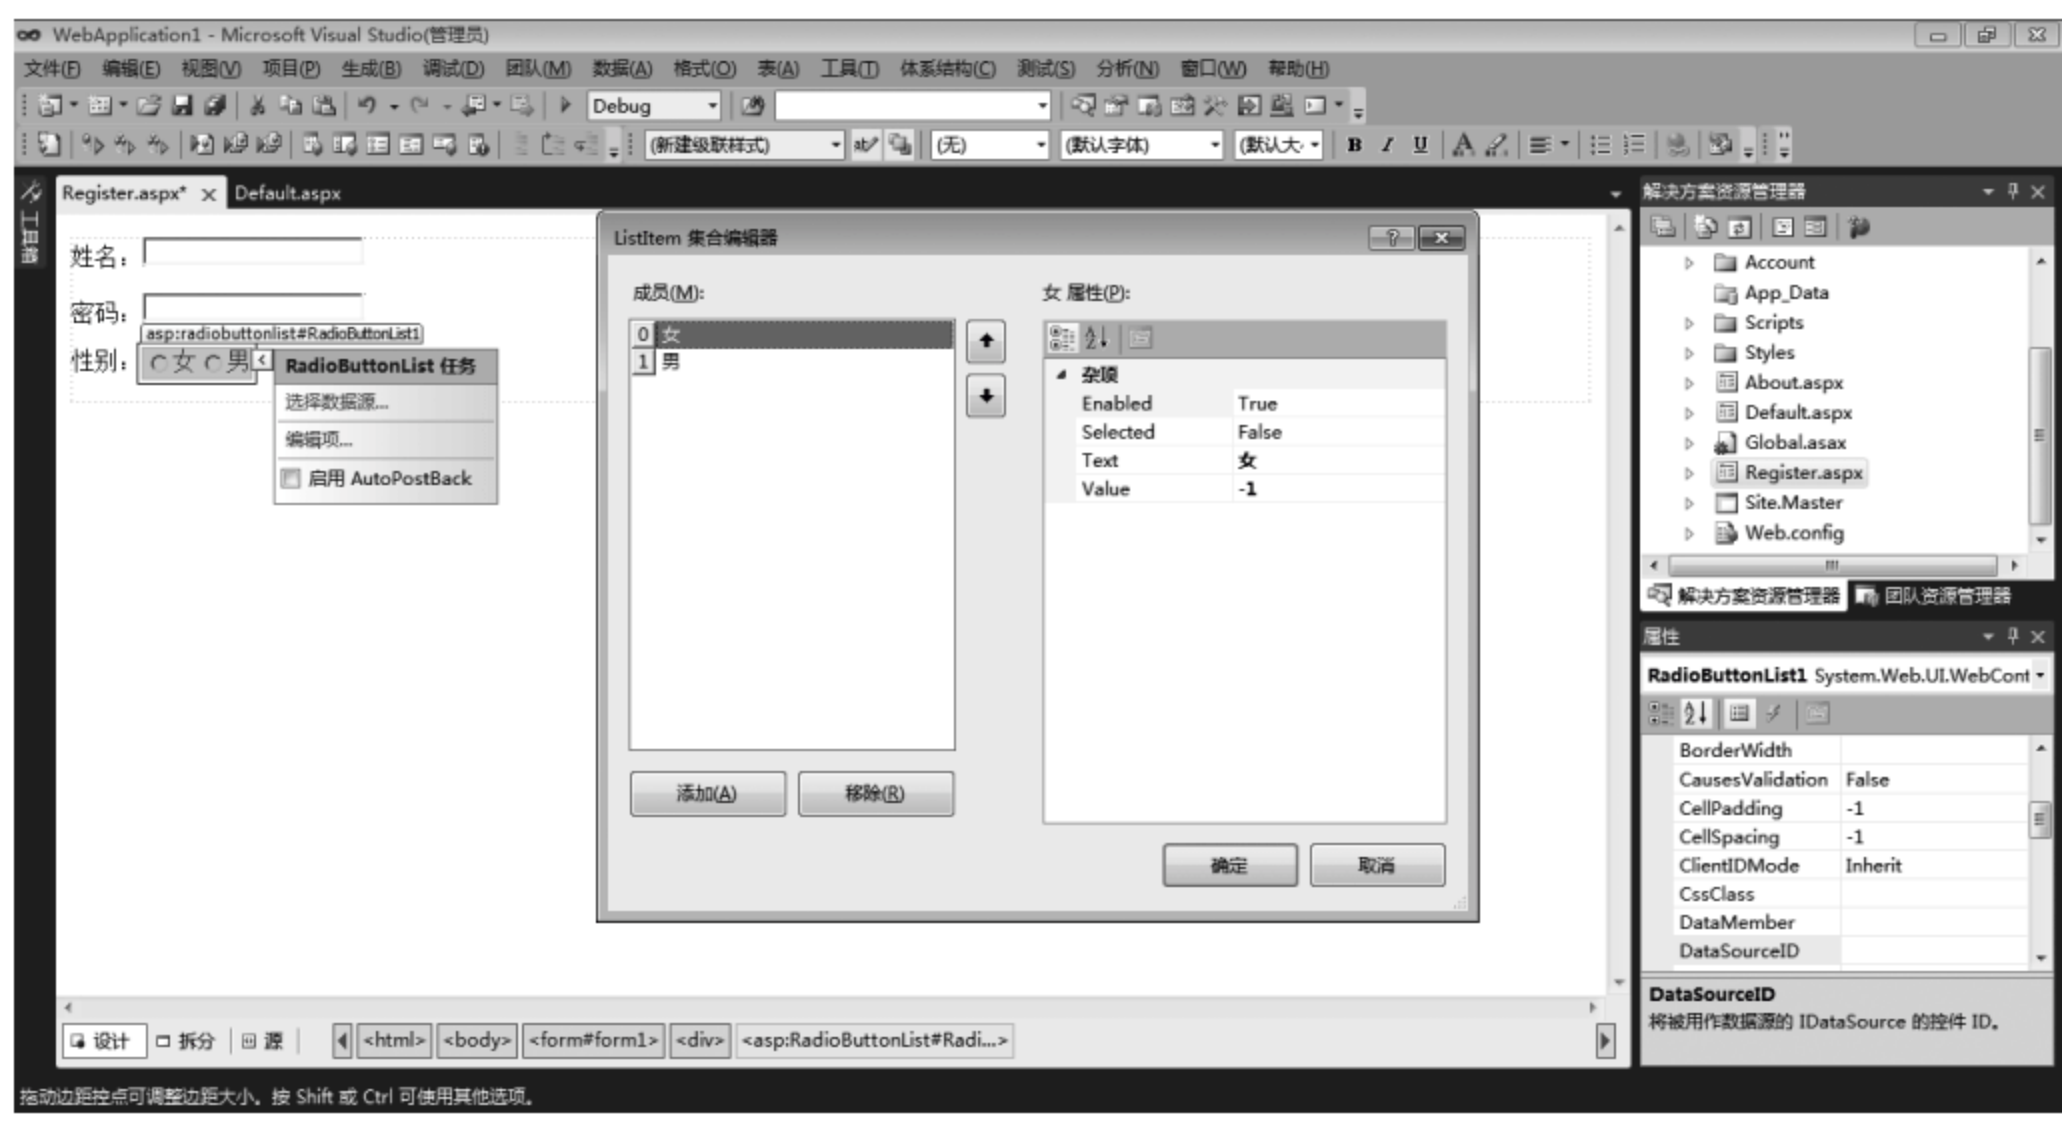 WebApplication1 - Microsoft Visual Studio(管理员)
文件(F) 编辑(E) 视图(V) 项目(P) 生成(B) 调试(D) 团队(M) 数据(A) 格式(O) 表(A) 工具(T) 体系结构(C) 测试(S) 分析(N) 窗口(W) 帮助(H)
Debug
(新建级联样式) (无) (默认字体) (默认大 B I U A
工具箱
Register.aspx* Default.aspx
姓名：
密码：
asp:radiobuttonlist#RadioButtonList1
性别： 女 男
RadioButtonList 任务
选择数据源...
编辑项...
启用 AutoPostBack
ListItem 集合编辑器
成员(M):
0 女
1 男
添加(A) 移除(R)
女 属性(P):
杂项
Enabled True
Selected False
Text 女
Value -1
确定 取消
解决方案资源管理器
Account
App_Data
Scripts
Styles
About.aspx
Default.aspx
Global.asax
Register.aspx
Site.Master
Web.config
解决方案资源管理器 团队资源管理器
属性
RadioButtonList1 System.Web.UI.WebCont
BorderWidth
CausesValidation False
CellPadding -1
CellSpacing -1
ClientIDMode Inherit
CssClass
DataMember
DataSourceID
DataSourceID
将被用作数据源的 IDataSource 的控件 ID。
设计 拆分 源 <html> <body> <form#form1> <div> <asp:RadioButtonList#Radi...>
拖动边距控点可调整边距大小。按 Shift 或 Ctrl 可使用其他选项。